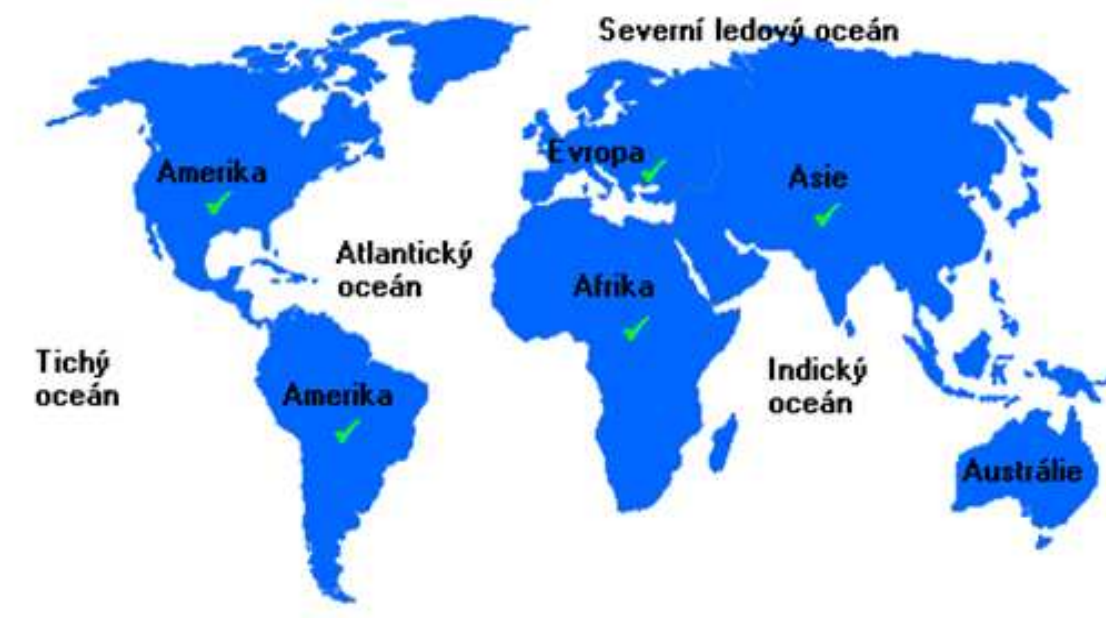 Severní ledový oceán
Evropa
Amerika
Asie
Atlantický
oceán
Afrika
Tichý
oceán
Indický
oceán
Amerika
Austrálie